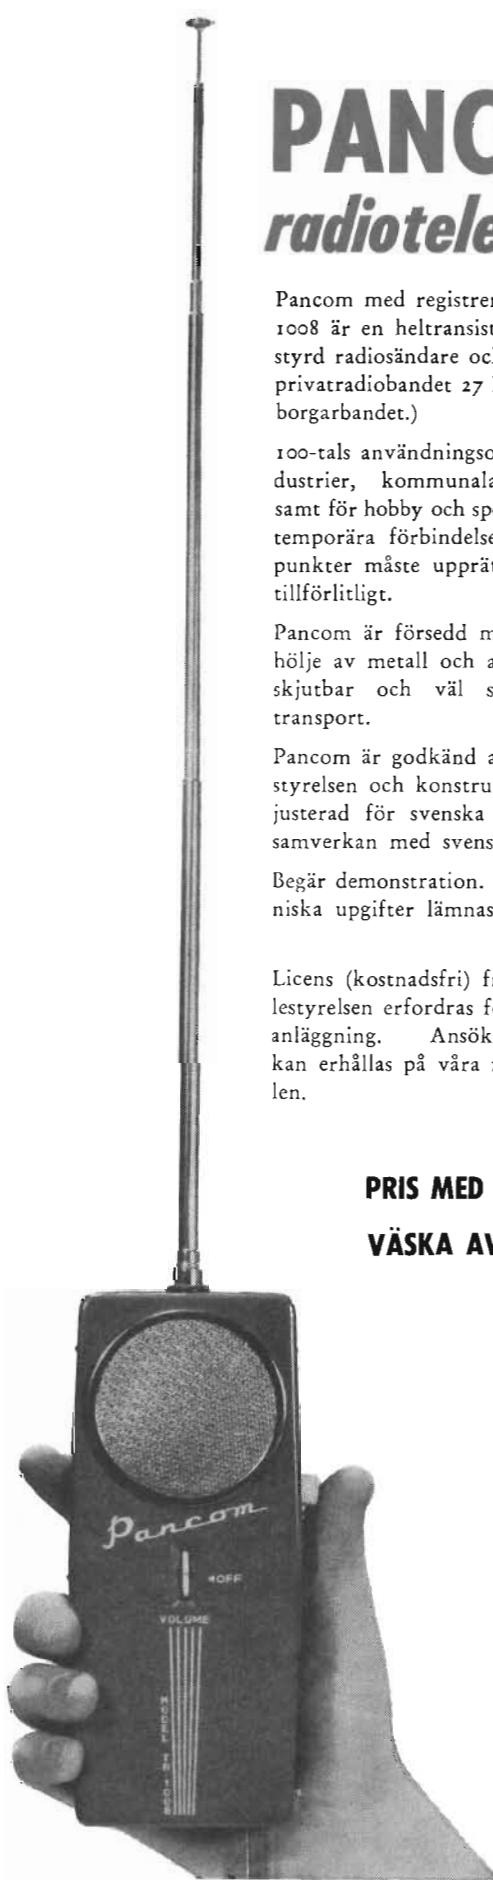 PANC
radiotele
Pancom med registrer
1008 är en heltransist
styrd radiosändare oc
privatradiobandet 27
borgarbandet.)
100-tals användningso
dustrier, kommunala
samt för hobby och sp
temporära förbindelse
punkter måste upprät
tillförlitligt.
Pancom är försedd m
hölje av metall och a
skjutbar och väl s
transport.
Pancom är godkänd a
styrelsen och konstru
justerad för svenska
samverkan med svens
Begär demonstration.
niska upgifter lämnas
Licens (kostnadsfri) fr
lestyrelsen erfordras f
anläggning. Ansök
kan erhållas på våra
len.
PRIS MED
VÄSKA AV
Pancom
OFF
VOLUME
MODEL TR-1008